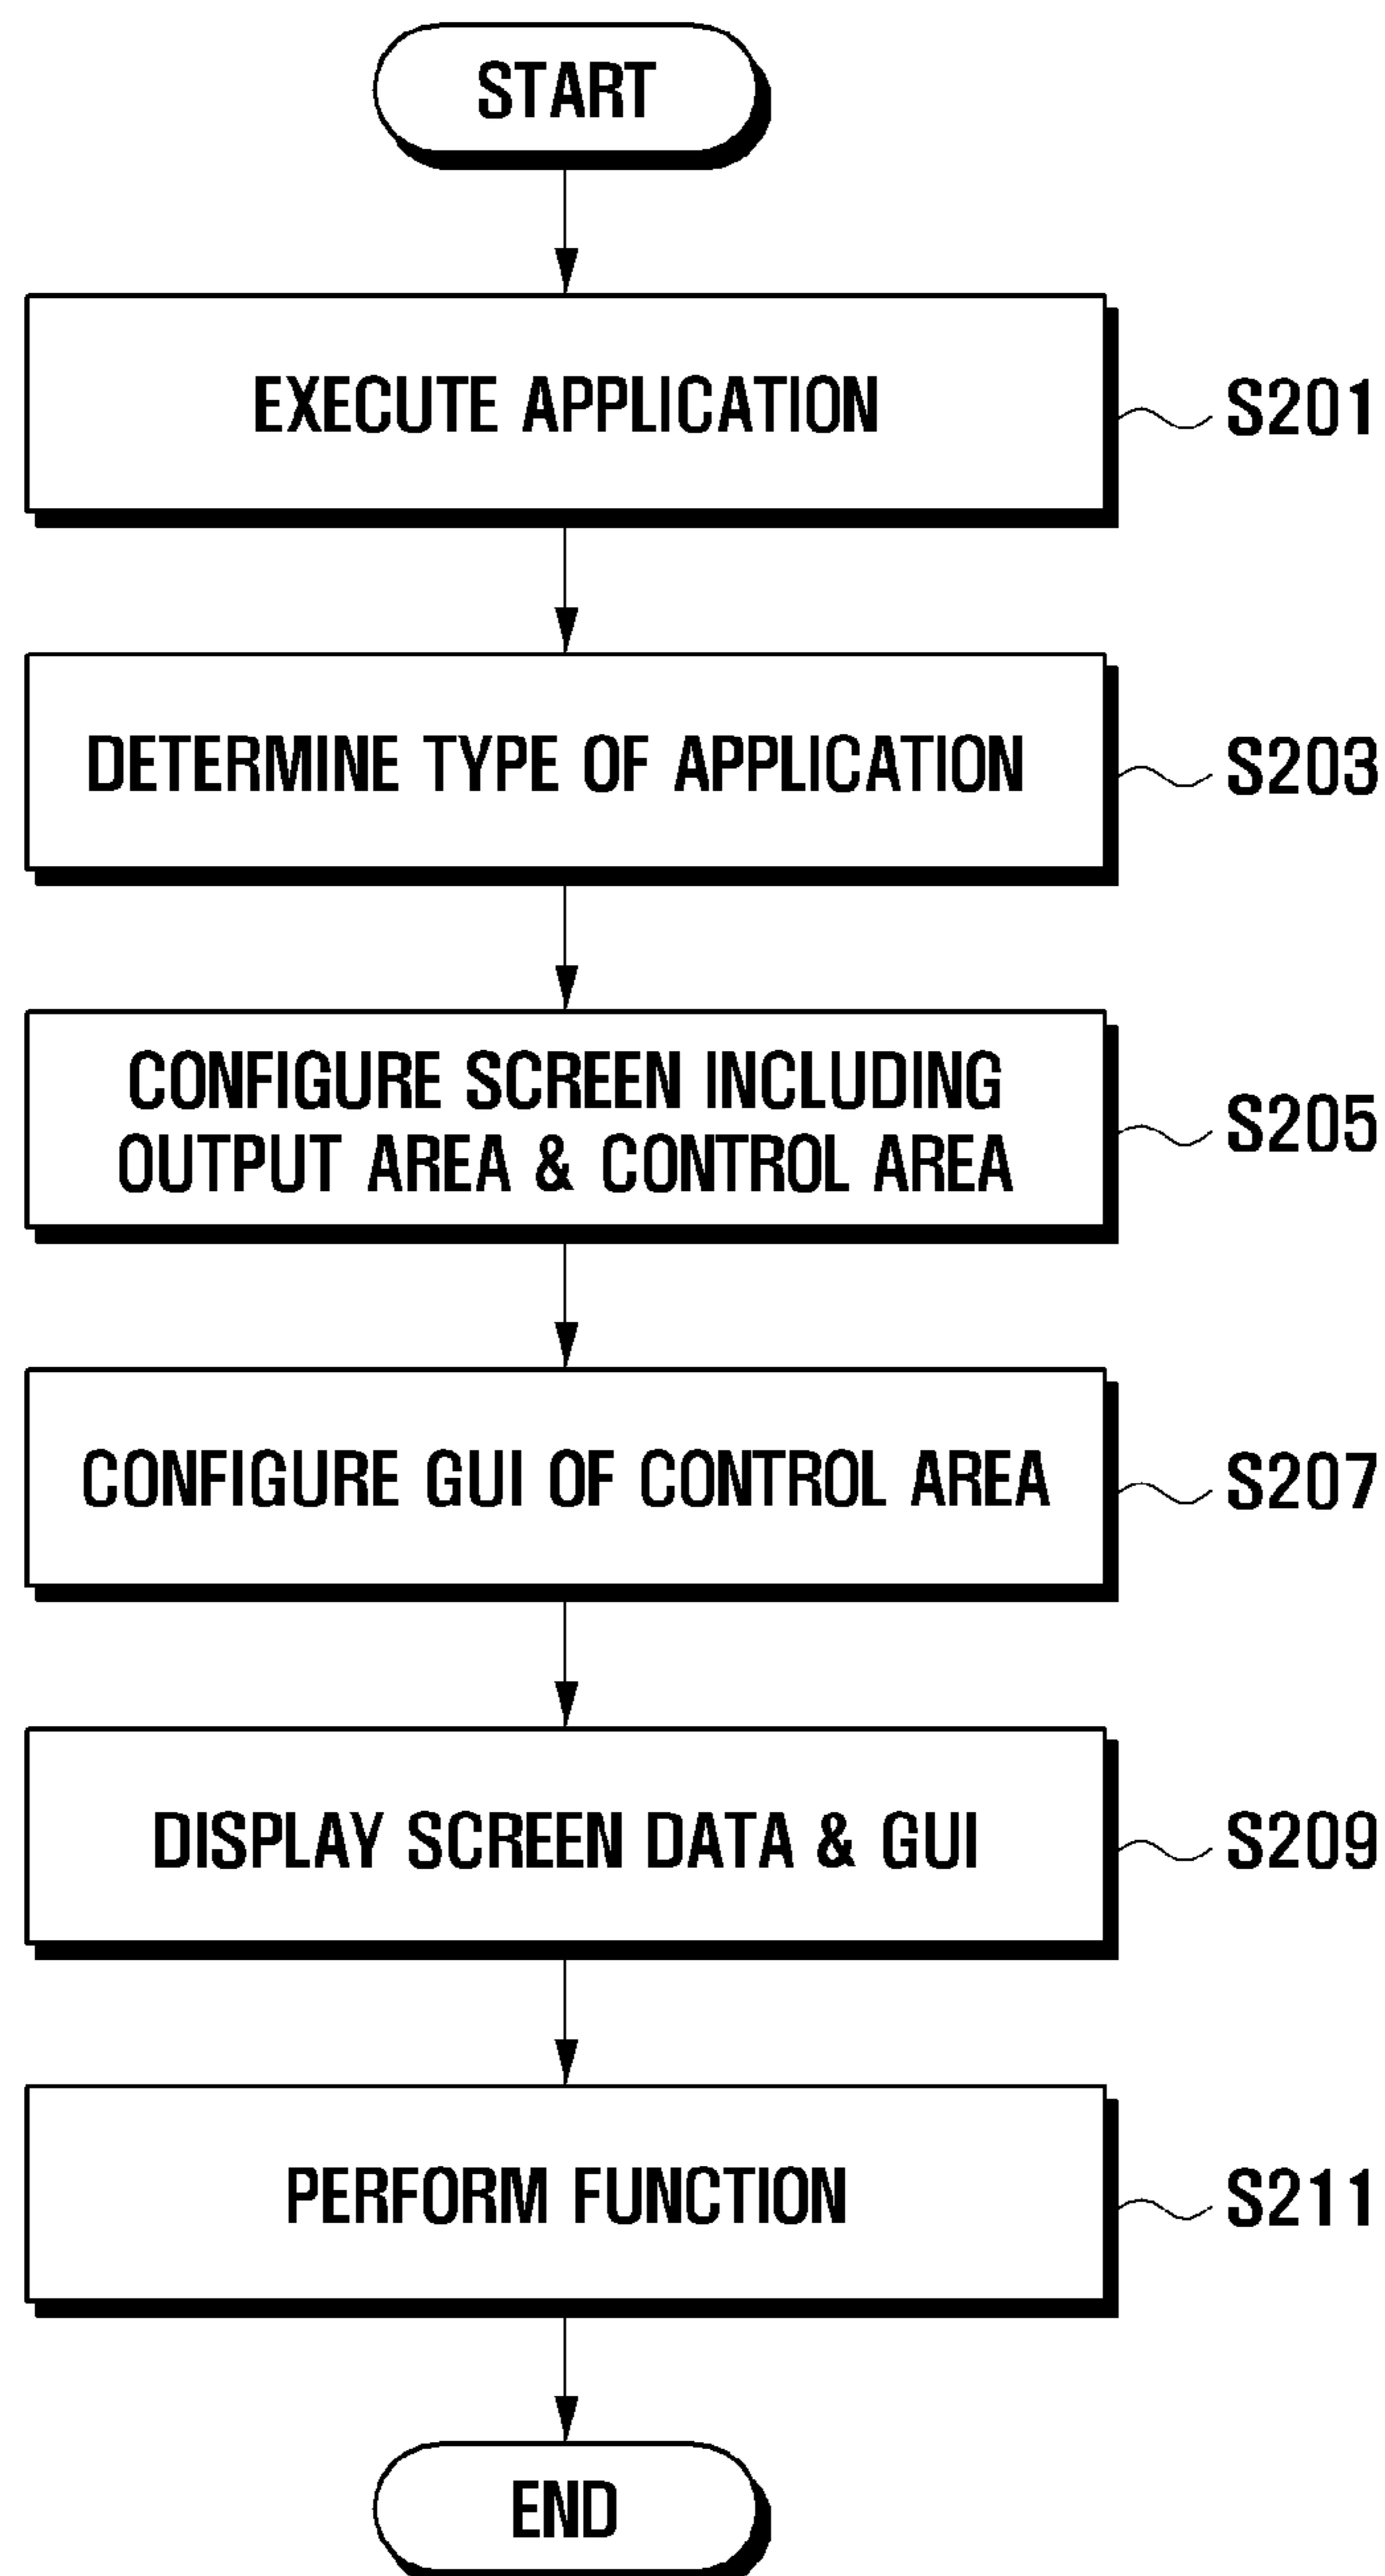 START
EXECUTE APPLICATION
S201
DETERMINE TYPE OF APPLICATION
S203
CONFIGURE SCREEN INCLUDING
OUTPUT AREA & CONTROL AREA
S205
CONFIGURE GUI OF CONTROL AREA
S207
DISPLAY SCREEN DATA & GUI
S209
PERFORM FUNCTION
S211
END